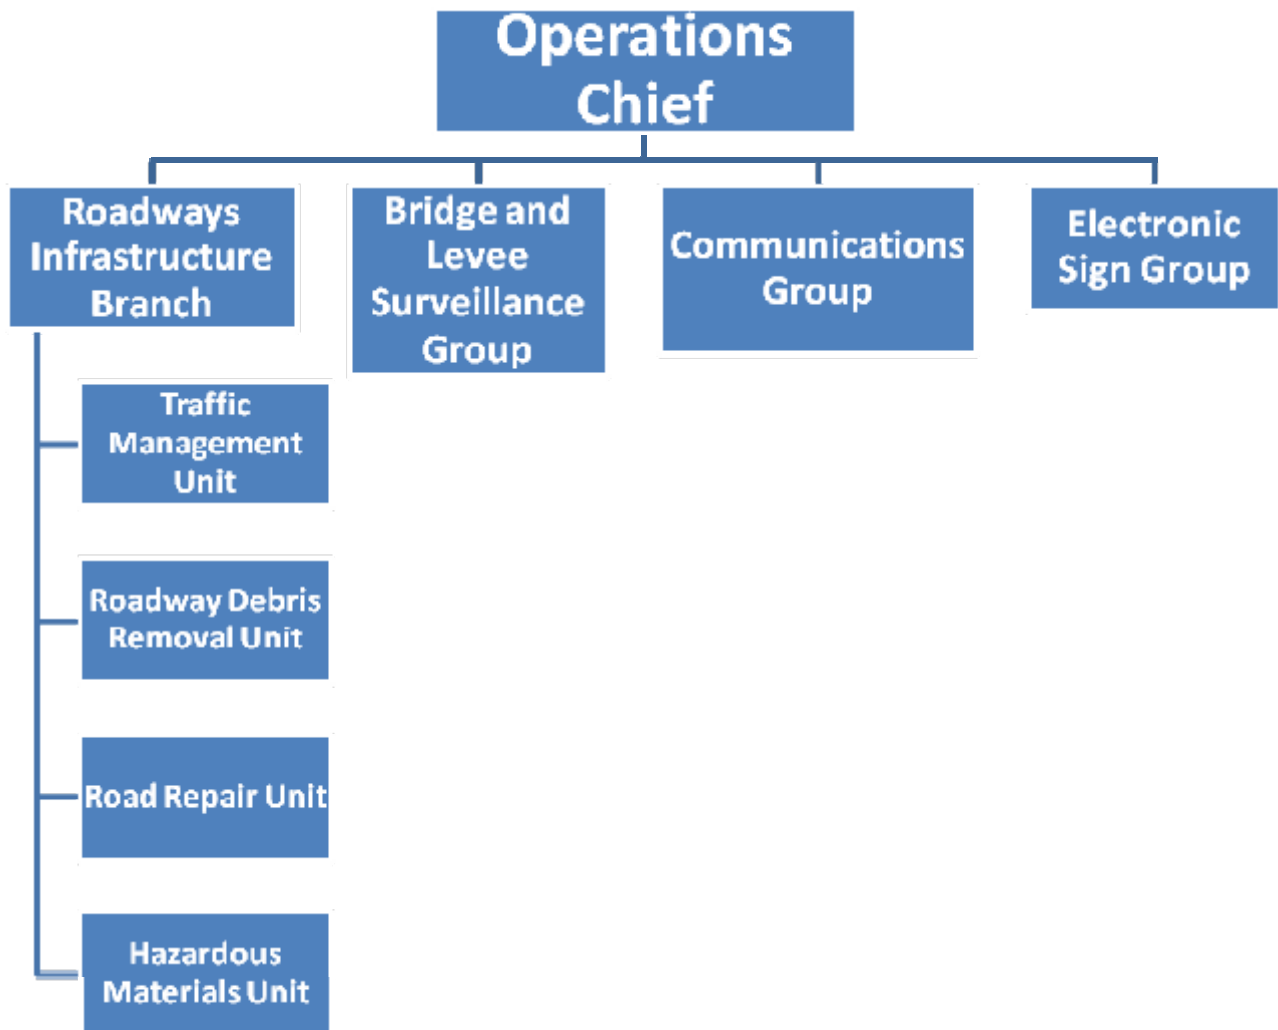 Operations
Chief
Roadways
Infrastructure
Branch
Bridge and
Levee
Surveillance
Group
Communications
Group
Electronic
Sign Group
Traffic
Management
Unit
Roadway Debris
Removal Unit
Road Repair Unit
Hazardous
Materials Unit